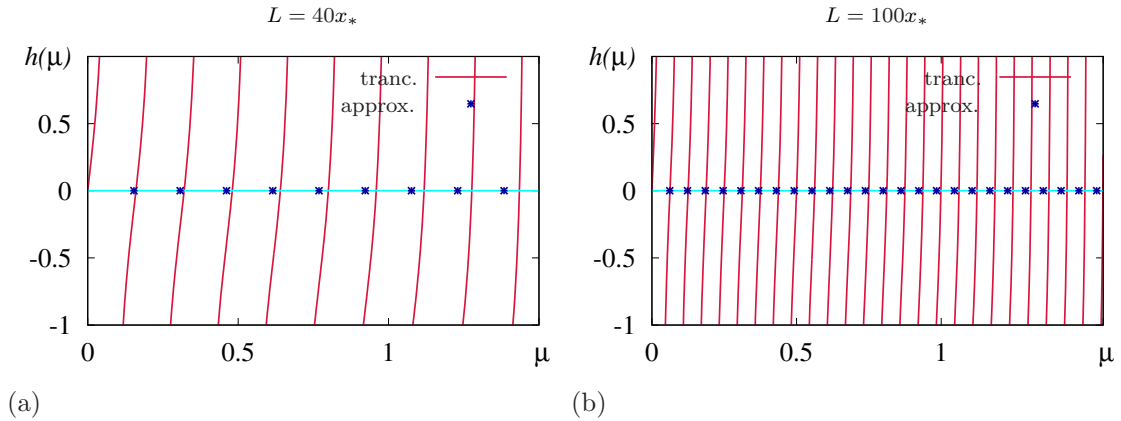 L = 40x∗
h(μ)
tranc.
approx.
0.5
0
-0.5
-1
0
0.5
1
μ
(a)
L = 100x∗
h(μ)
tranc.
approx.
0.5
0
-0.5
-1
0
0.5
1
μ
(b)